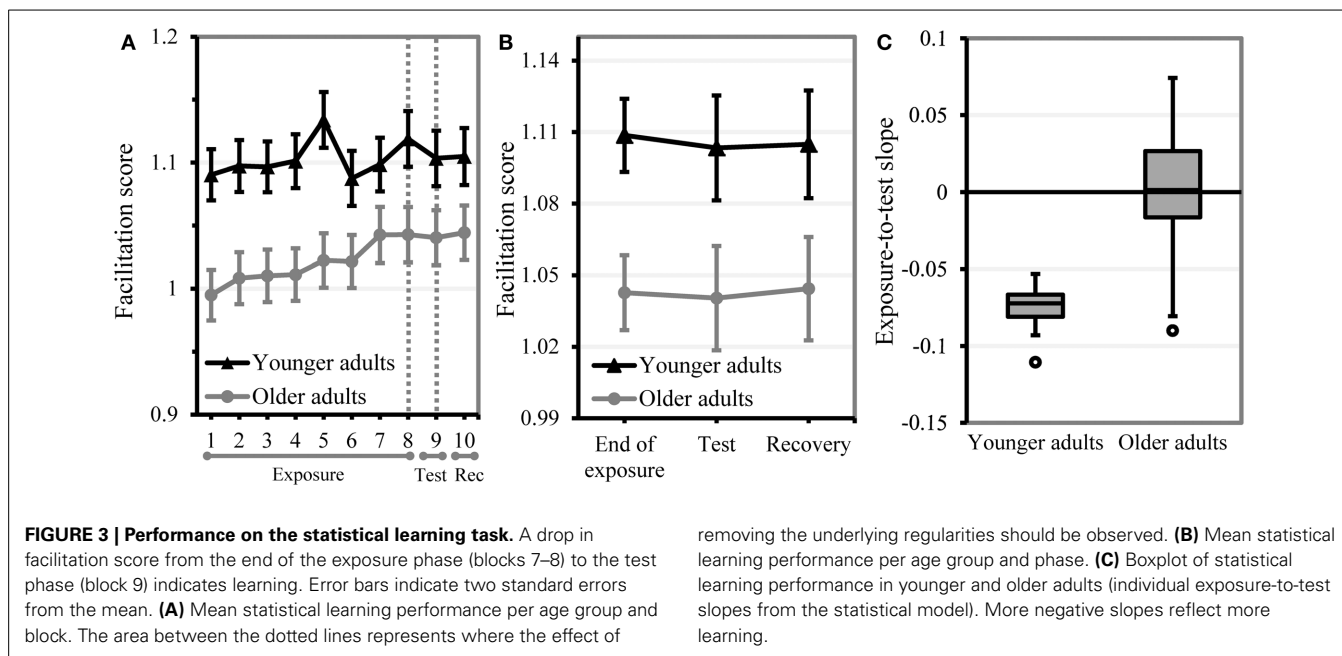 A
1.2
1.1
1
0.9
Facilitation score
Younger adults
Older adults
1 2 3 4 5 6 7 8 9 10
Exposure Test Rec
B
1.14
1.11
1.08
1.05
1.02
0.99
Facilitation score
Younger adults
Older adults
End of exposure
Test
Recovery
C
0.1
0.05
0
-0.05
-0.1
-0.15
Exposure-to-test slope
Younger adults
Older adults
FIGURE 3 | Performance on the statistical learning task. A drop in
facilitation score from the end of the exposure phase (blocks 7–8) to the test
phase (block 9) indicates learning. Error bars indicate two standard errors
from the mean. (A) Mean statistical learning performance per age group and
block. The area between the dotted lines represents where the effect of
removing the underlying regularities should be observed. (B) Mean statistical
learning performance per age group and phase. (C) Boxplot of statistical
learning performance in younger and older adults (individual exposure-to-test
slopes from the statistical model). More negative slopes reflect more
learning.